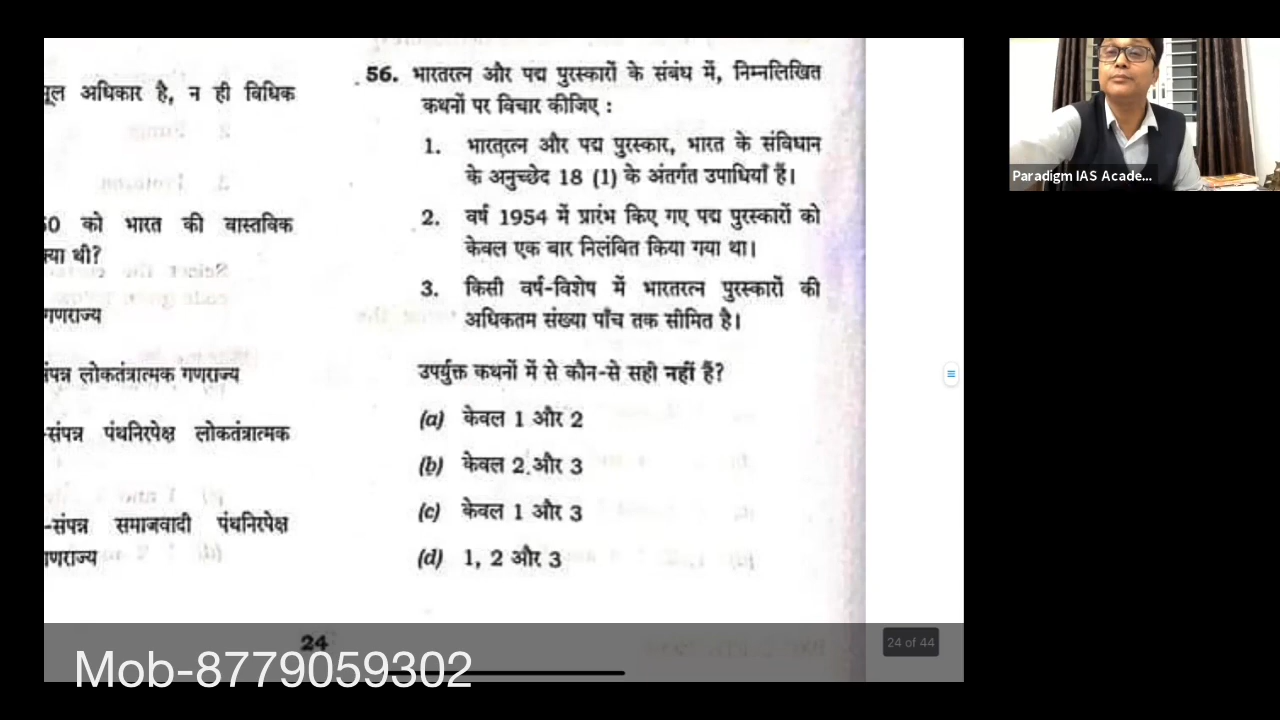 मूल अधिकार है, न ही विधिक
50 को भारत की वास्तविक
क्या थी?
गणराज्य
संपन्न लोकतंत्रात्मक गणराज्य
-संपन्न पंथनिरपेक्ष लोकतंत्रात्मक
-संपन्न समाजवादी पंथनिरपेक्ष
गणराज्य
56. भारतरत्न और पद्म पुरस्कारों के संबंध में, निम्नलिखित
कथनों पर विचार कीजिए :
1. भारतरत्न और पद्म पुरस्कार, भारत के संविधान
के अनुच्छेद 18 (1) के अंतर्गत उपाधियाँ हैं।
2. वर्ष 1954 में प्रारंभ किए गए पद्म पुरस्कारों को
केवल एक बार निलंबित किया गया था।
3. किसी वर्ष-विशेष में भारतरत्न पुरस्कारों की
अधिकतम संख्या पाँच तक सीमित है।
उपर्युक्त कथनों में से कौन-से सही नहीं हैं?
(a) केवल 1 और 2
(b) केवल 2 और 3
(c) केवल 1 और 3
(d) 1, 2 और 3
24
24 of 44
Mob-8779059302
Paradigm IAS Acade...